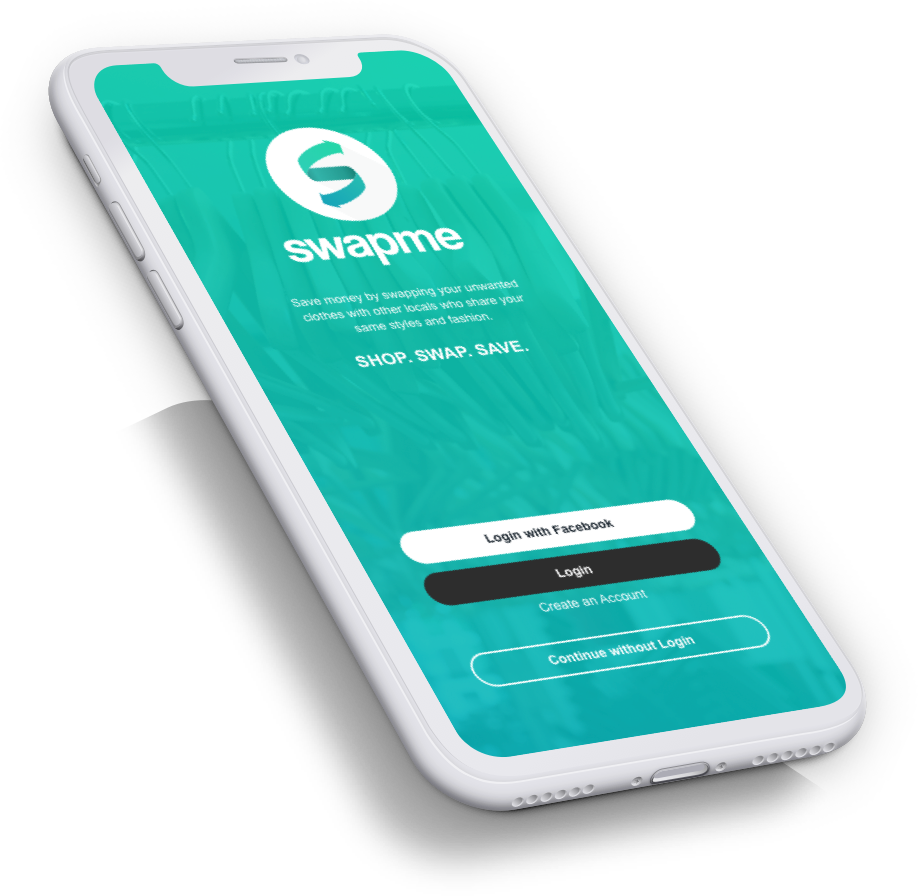 swapme
Save money by swapping your unwanted
clothes with other locals who share your
same styles and fashion.
SHOP. SWAP. SAVE.
Login with Facebook
Login
Create an Account
Continue without Login